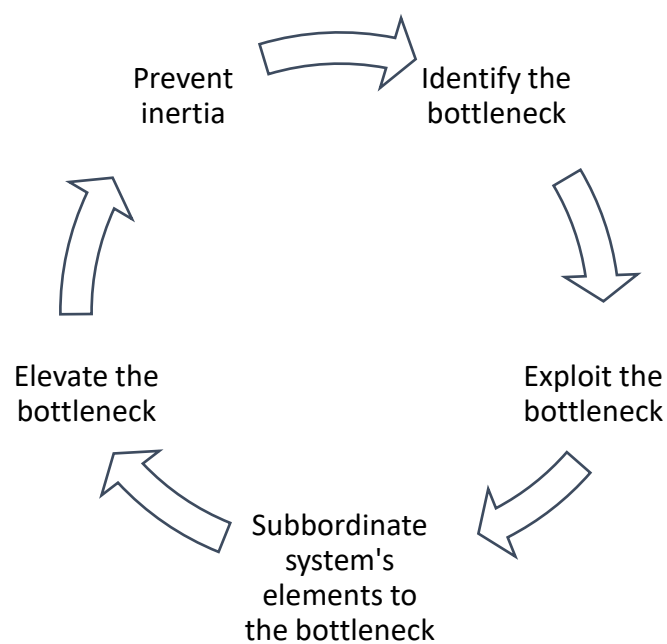 Prevent
inertia
Identify the
bottleneck
Exploit the
bottleneck
Subbordinate
system's
elements to
the bottleneck
Elevate the
bottleneck